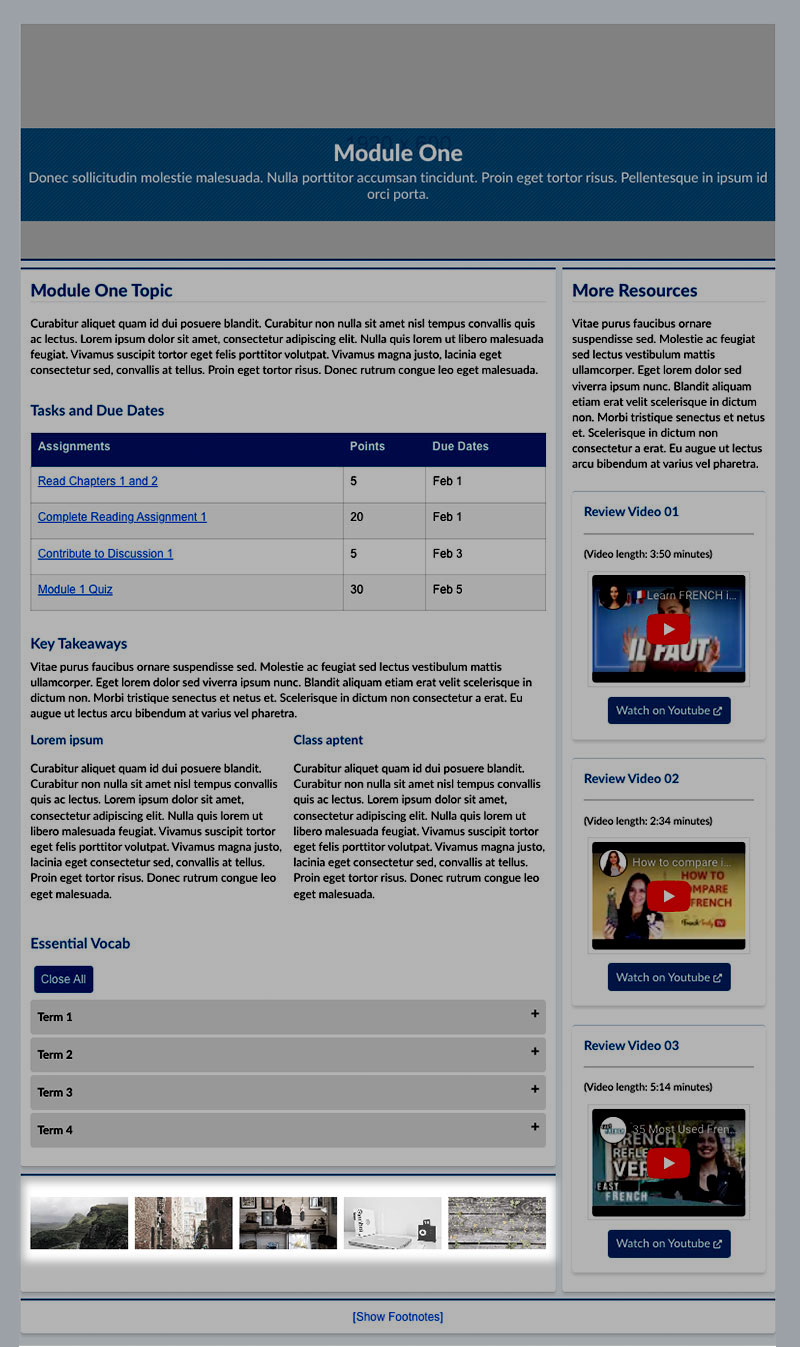 Module One
Donec sollicitudin molestie malesuada. Nulla porttitor accumsan tincidunt. Proin eget tortor risus. Pellentesque in ipsum id
orci porta.
Module One Topic
Curabitur aliquet quam id dui posuere blandit. Curabitur non nulla sit amet nisl tempus convallis quis
ac lectus. Lorem ipsum dolor sit amet, consectetur adipiscing elit. Nulla quis lorem ut libero malesuada
feugiat. Vivamus suscipit tortor eget felis porttitor volutpat. Vivamus magna justo, lacinia eget
consectetur sed, convallis at tellus. Proin eget tortor risus. Donec rutrum congue leo eget malesuada.
Tasks and Due Dates
Assignments Points Due Dates
Read Chapters 1 and 2 5 Feb 1
Complete Reading Assignment 1 20 Feb 1
Contribute to Discussion 1 5 Feb 3
Module 1 Quiz 30 Feb 5
Key Takeaways
Vitae purus faucibus ornare suspendisse sed. Molestie ac feugiat sed lectus vestibulum mattis
ullamcorper. Eget lorem dolor sed viverra ipsum nunc. Blandit aliquam etiam erat velit scelerisque in
dictum non. Morbi tristique senectus et netus et. Scelerisque in dictum non consectetur a erat. Eu
augue ut lectus arcu bibendum at varius vel pharetra.
Lorem ipsum
Curabitur aliquet quam id dui posuere blandit.
Curabitur non nulla sit amet nisl tempus convallis
quis ac lectus. Lorem ipsum dolor sit amet,
consectetur adipiscing elit. Nulla quis lorem ut
libero malesuada feugiat. Vivamus suscipit tortor
eget felis porttitor volutpat. Vivamus magna justo,
lacinia eget consectetur sed, convallis at tellus.
Proin eget tortor risus. Donec rutrum congue leo
eget malesuada.
Class aptent
Curabitur aliquet quam id dui posuere blandit.
Curabitur non nulla sit amet nisl tempus convallis
quis ac lectus. Lorem ipsum dolor sit amet,
consectetur adipiscing elit. Nulla quis lorem ut
libero malesuada feugiat. Vivamus suscipit tortor
eget felis porttitor volutpat. Vivamus magna justo,
lacinia eget consectetur sed, convallis at tellus.
Proin eget tortor risus. Donec rutrum congue leo
eget malesuada.
Essential Vocab
Close All
Term 1 +
Term 2 +
Term 3 +
Term 4 +
More Resources
Vitae purus faucibus ornare
suspendisse sed. Molestie ac feugiat
sed lectus vestibulum mattis
ullamcorper. Eget lorem dolor sed
viverra ipsum nunc. Blandit aliquam
etiam erat velit scelerisque in dictum
non. Morbi tristique senectus et netus
et. Scelerisque in dictum non
consectetur a erat. Eu augue ut lectus
arcu bibendum at varius vel pharetra.
Review Video 01
(Video length: 3:50 minutes)
Learn FRENCH i...
IL FAUT
Watch on Youtube
Review Video 02
(Video length: 2:34 minutes)
How to compare i...
HOW TO
COMPARE
FRENCH
Watch on Youtube
Review Video 03
(Video length: 5:14 minutes)
35 Most Used Fren...
FRENCH
REFLE
VER
EAST
FRENCH
Watch on Youtube
[Show Footnotes]